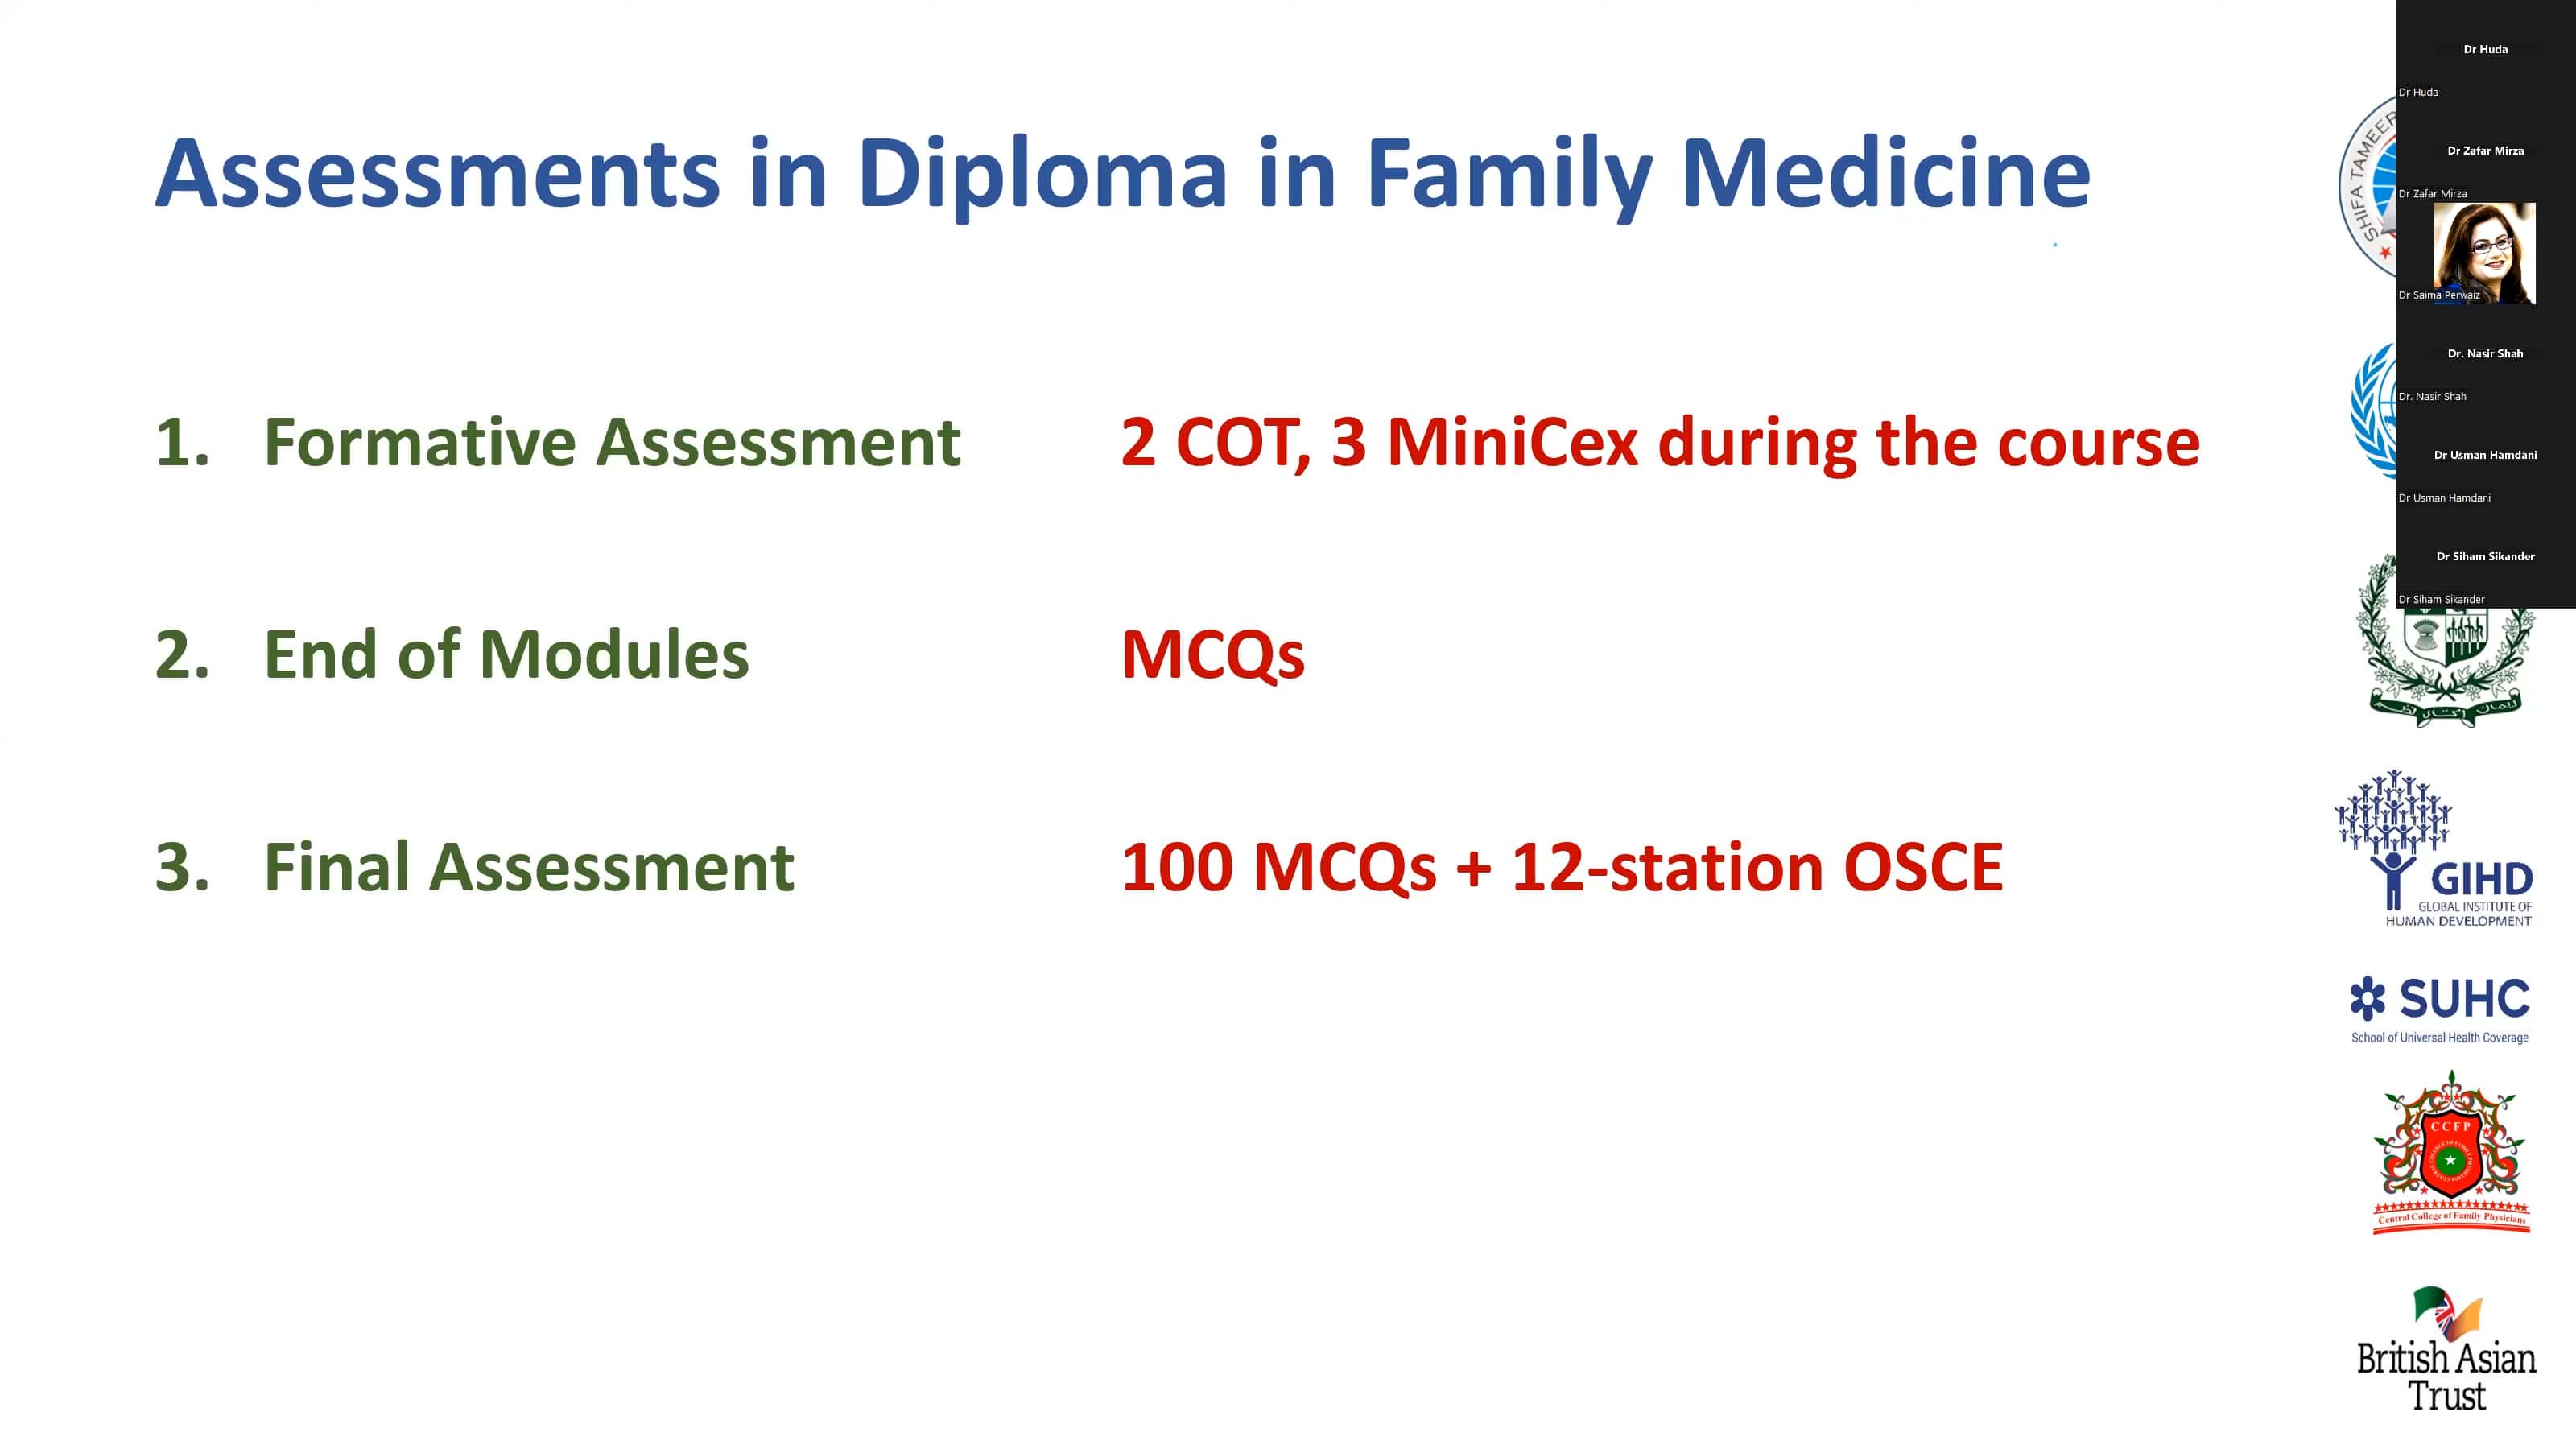 Assessments in Diploma in Family Medicine
1. Formative Assessment 2 COT, 3 MiniCex during the course
2. End of Modules MCQs
3. Final Assessment 100 MCQs + 12-station OSCE
Dr Huda
Dr Huda
Dr Zafar Mirza
Dr Zafar Mirza
Dr Saima Perwaiz
Dr. Nasir Shah
Dr. Nasir Shah
Dr Usman Hamdani
Dr Usman Hamdani
Dr Siham Sikander
Dr Siham Sikander
SHIFA TAMEER
GIHD
GLOBAL INSTITUTE OF
HUMAN DEVELOPMENT
SUHC
School of Universal Health Coverage
CCFP
Central College of Family Physicians
British Asian
Trust